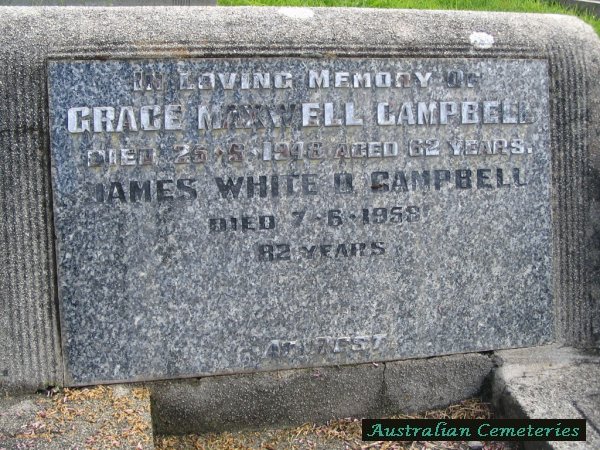 In Loving Memory Of
GRACE MAXWELL CAMPBELL
DIED 25·5·1948 AGED 62 YEARS.
JAMES WHITE D CAMPBELL
DIED 7·6·1958
82 YEARS
AT REST
Australian Cemeteries